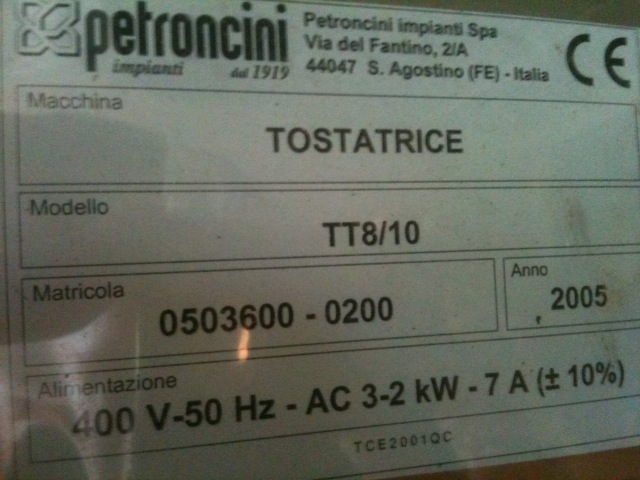 petroncini
impianti dal 1919
Petroncini impianti Spa
Via del Fantino, 2/A
44047 S. Agostino (FE) - Italia
CE
Macchina
TOSTATRICE
Modello
TT8/10
Matricola
0503600 - 0200
Anno
2005
Alimentazione
400 V-50 Hz - AC 3-2 kW - 7 A (± 10%)
TCE2001QC